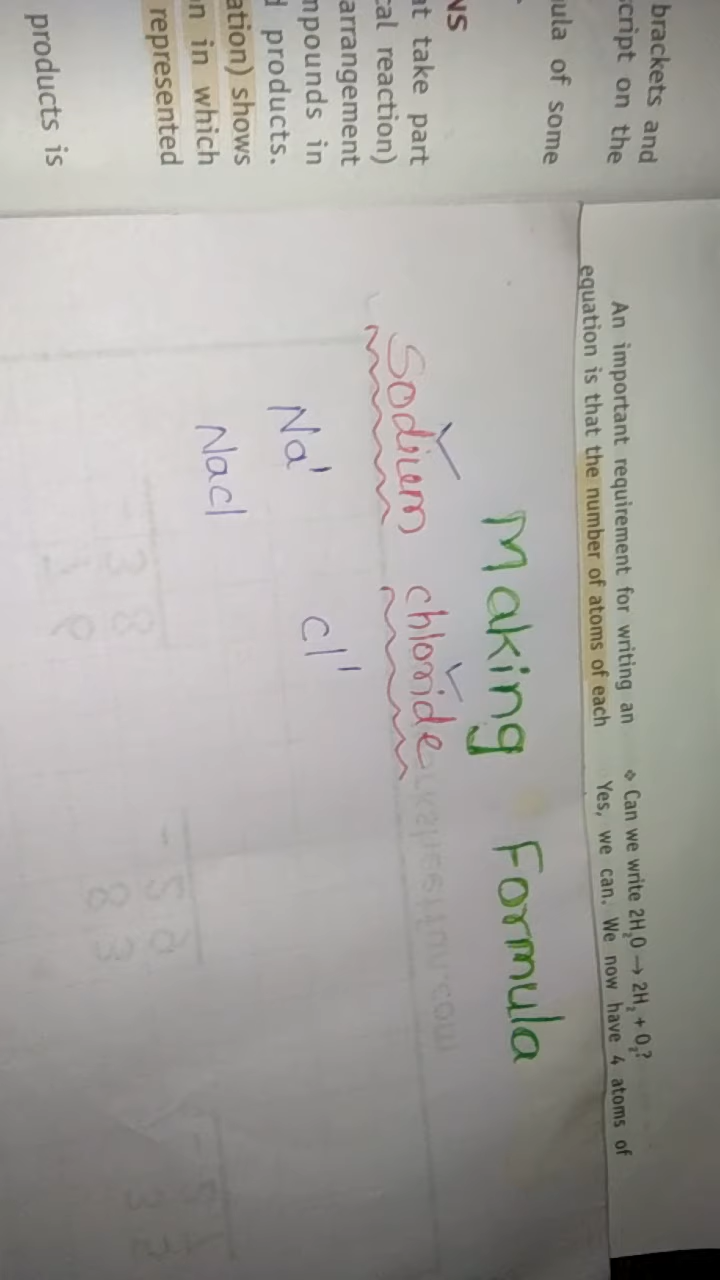 brackets and
cript on the
ula of some
NS
at take part
cal reaction)
arrangement
mpounds in
d products.
ation) shows
n in which
represented
products is
An important requirement for writing an
equation is that the number of atoms of each
❖ Can we write 2H₂O → 2H₂ + O₂?
Yes, we can. We now have 4 atoms of
Making Formula
Sodium chloride
Na¹ Cl¹
Nacl